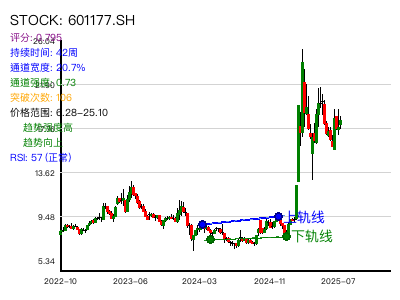 STOCK: 601177.SH
评分: 0.795
持续时间: 42周
通道宽度: 20.7%
通道强度: 0.73
突破次数: 106
价格范围: 6.28-25.10
趋势强度高
趋势向上
RSI: 57 (正常)
26.04
13.62
9.48
5.34
上轨线
下轨线
2022-10
2023-06
2024-03
2024-11
2025-07